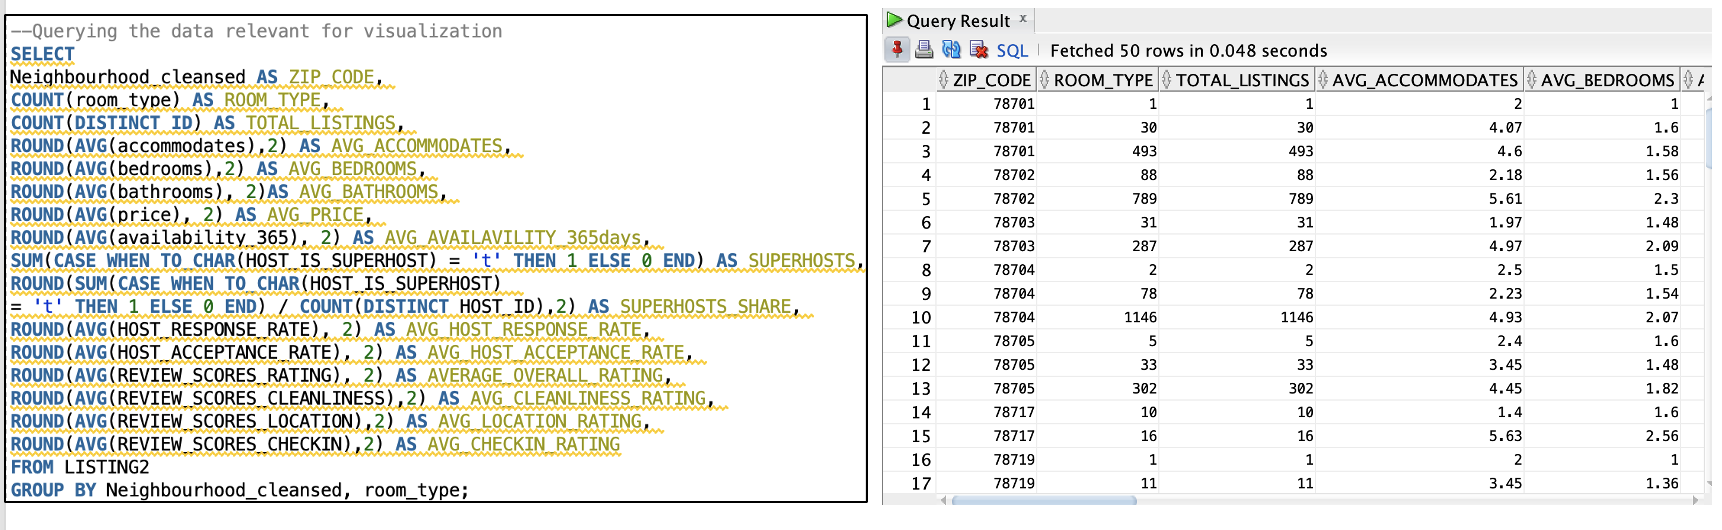 --Querying the data relevant for visualization
SELECT
Neighbourhood_cleansed AS ZIP_CODE,
COUNT(room_type) AS ROOM_TYPE,
COUNT(DISTINCT ID) AS TOTAL_LISTINGS,
ROUND(AVG(accommodates),2) AS AVG_ACCOMMODATES,
ROUND(AVG(bedrooms),2) AS AVG_BEDROOMS,
ROUND(AVG(bathrooms), 2)AS AVG_BATHROOMS,
ROUND(AVG(price), 2) AS AVG_PRICE,
ROUND(AVG(availability_365), 2) AS AVG_AVAILAVILITY_365days,
SUM(CASE WHEN TO_CHAR(HOST_IS_SUPERHOST) = 't' THEN 1 ELSE 0 END) AS SUPERHOSTS,
ROUND(SUM(CASE WHEN TO_CHAR(HOST_IS_SUPERHOST)
= 't' THEN 1 ELSE 0 END) / COUNT(DISTINCT HOST_ID),2) AS SUPERHOSTS_SHARE,
ROUND(AVG(HOST_RESPONSE_RATE), 2) AS AVG_HOST_RESPONSE_RATE,
ROUND(AVG(HOST_ACCEPTANCE_RATE), 2) AS AVG_HOST_ACCEPTANCE_RATE,
ROUND(AVG(REVIEW_SCORES_RATING), 2) AS AVERAGE_OVERALL_RATING,
ROUND(AVG(REVIEW_SCORES_CLEANLINESS),2) AS AVG_CLEANLINESS_RATING,
ROUND(AVG(REVIEW_SCORES_LOCATION),2) AS AVG_LOCATION_RATING,
ROUND(AVG(REVIEW_SCORES_CHECKIN),2) AS AVG_CHECKIN_RATING
FROM LISTING2
GROUP BY Neighbourhood_cleansed, room_type;
Query Result x
SQL | Fetched 50 rows in 0.048 seconds
ZIP_CODE ROOM_TYPE TOTAL_LISTINGS AVG_ACCOMMODATES AVG_BEDROOMS A
1 78701 1 1 2 1
2 78701 30 30 4.07 1.6
3 78701 493 493 4.6 1.58
4 78702 88 88 2.18 1.56
5 78702 789 789 5.61 2.3
6 78703 31 31 1.97 1.48
7 78703 287 287 4.97 2.09
8 78704 2 2 2.5 1.5
9 78704 78 78 2.23 1.54
10 78704 1146 1146 4.93 2.07
11 78705 5 5 2.4 1.6
12 78705 33 33 3.45 1.48
13 78705 302 302 4.45 1.82
14 78717 10 10 1.4 1.6
15 78717 16 16 5.63 2.56
16 78719 1 1 2 1
17 78719 11 11 3.45 1.36